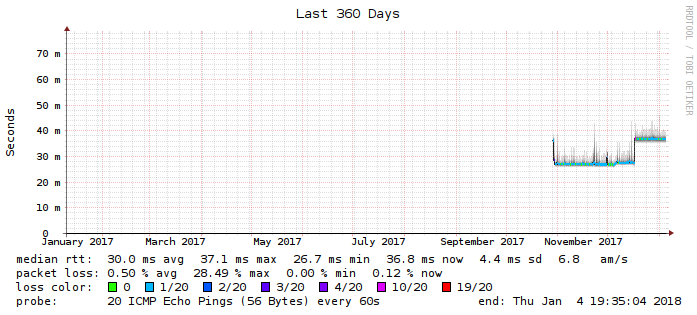 Last 360 Days
RRDTOOL / TOBI OETIKER
Seconds
70 m
60 m
50 m
40 m
30 m
20 m
10 m
0
January 2017 March 2017 May 2017 July 2017 September 2017 November 2017
median rtt: 30.0 ms avg 37.1 ms max 26.7 ms min 36.8 ms now 4.4 ms sd 6.8 am/s
packet loss: 0.50 % avg 28.49 % max 0.00 % min 0.12 % now
loss color: 0 1/20 2/20 3/20 4/20 10/20 19/20
probe: 20 ICMP Echo Pings (56 Bytes) every 60s end: Thu Jan 4 19:35:04 2018